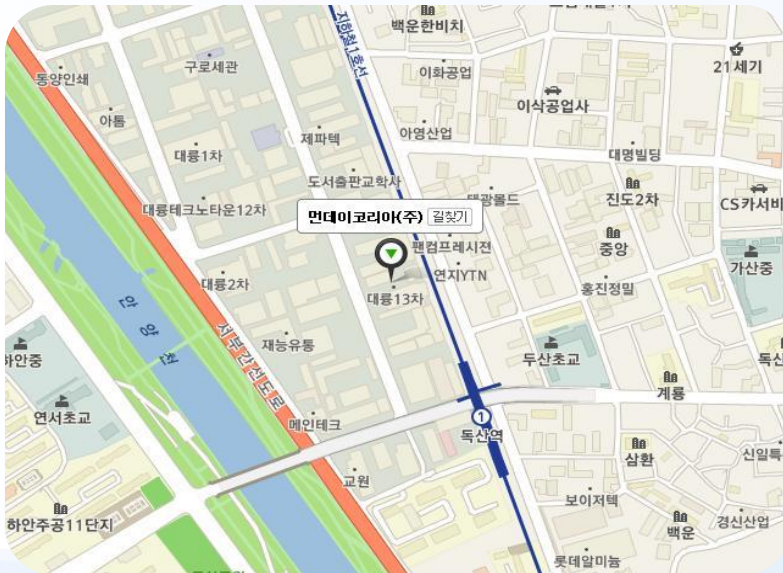 백운한비치
지하철1호선
동양인쇄
구로세관
이화공업
21세기
아톰
이삭공업사
대륭1차
제파텍
아영산업
대명빌딩
도서출판교학사
대륭테크노타운12차
태광몰드
진도2차
CS카서비
먼데이코리아(주) 길찾기
팬컴프레시젼
중앙
가산중
대륭2차
연지YTN
대륭13차
홍진정밀
안양천
서부간선도로
재능유통
하안중
두산초교
독산
계룡
연서초교
메인테크
1
독산역
삼환
신일특
교원
보이저텍
하안주공11단지
백운
경신산업
롯데알미늄